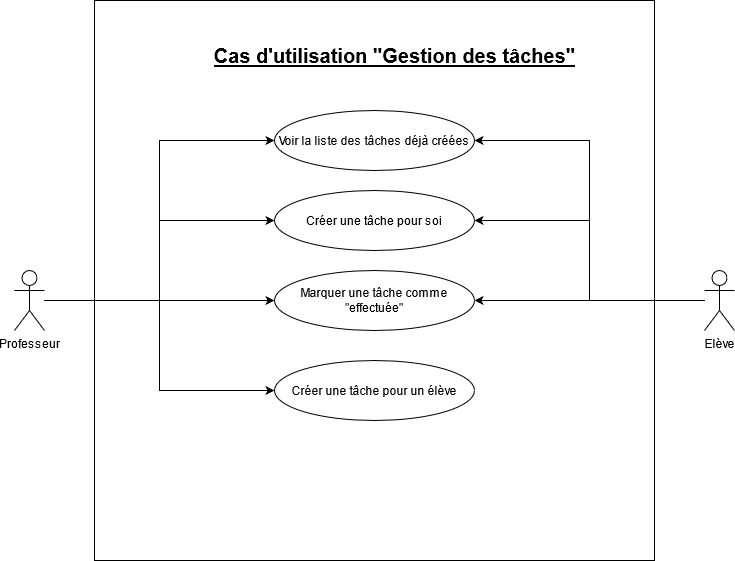 Cas d'utilisation "Gestion des tâches"
Voir la liste des tâches déjà créées
Créer une tâche pour soi
Marquer une tâche comme
"effectuée"
Professeur
Elève
Créer une tâche pour un élève